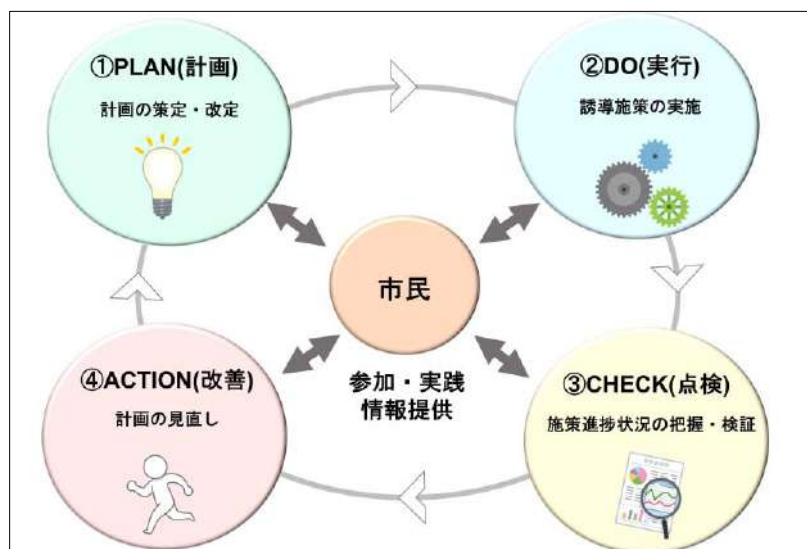 ①PLAN(計画)
計画の策定・改定
②DO(実行)
誘導施策の実施
市民
参加・実践
情報提供
③CHECK(点検)
施策進捗状況の把握・検証
④ACTION(改善)
計画の見直し